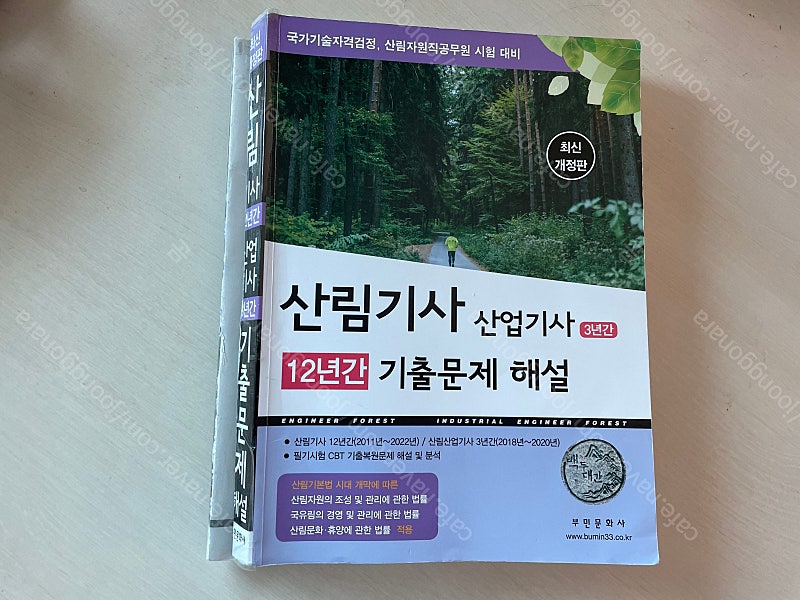 국가기술자격검정, 산림자원직공무원 시험 대비
최신
개정판
산림기사 산업기사 3년간
12년간 기출문제 해설
ENGINEER FOREST INDUSTRIAL ENGINEER FOREST
● 산림기사 12년간(2011년~2022년) / 산림산업기사 3년간(2018년~2020년)
● 필기시험 CBT 기출복원문제 해설 및 분석
산림기본법 시대 개막에 따른
산림자원의 조성 및 관리에 관한 법률
국유림의 경영 및 관리에 관한 법률
산림문화·휴양에 관한 법률 적용
백두
대간
부민문화사
www.bumin33.co.kr
최신
개정판
산림기사
산업기사
기출문제 해설
cafe.naver.com/joonggonara